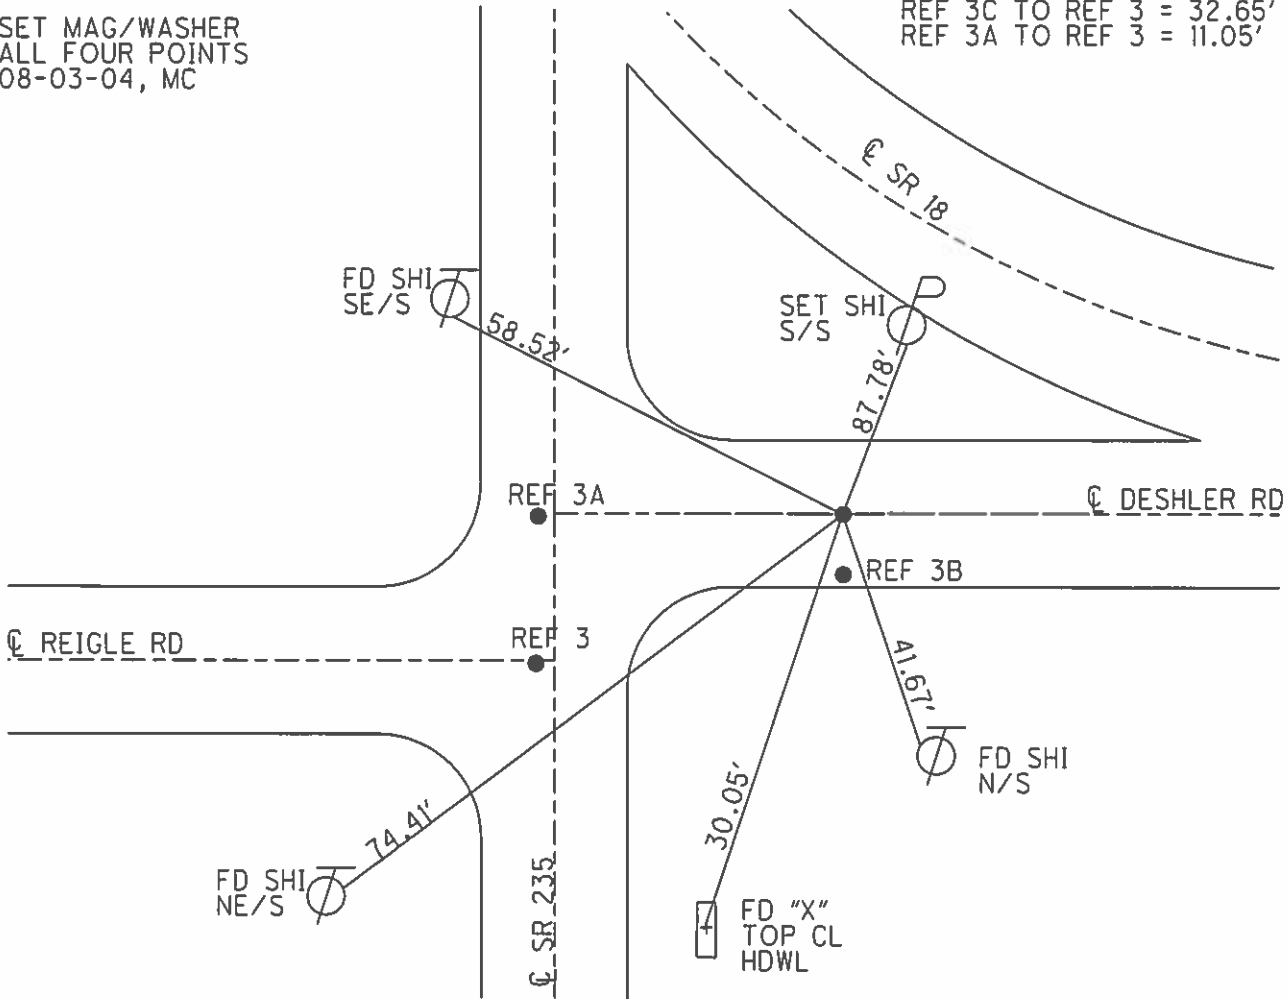 SET MAG/WASHER
ALL FOUR POINTS
08-03-04, MC
REF 3C TO REF 3 = 32.65'
REF 3A TO REF 3 = 11.05'
℄ SR 18
FD SHI
SE/S
58.52'
SET SHI
S/S
87.78'
REF 3A
℄ DESHLER RD
REF 3B
℄ REIGLE RD
REF 3
41.67'
FD SHI
N/S
30.05'
74.41'
FD SHI
NE/S
℄ SR 235
FD "X"
TOP CL
HDWL